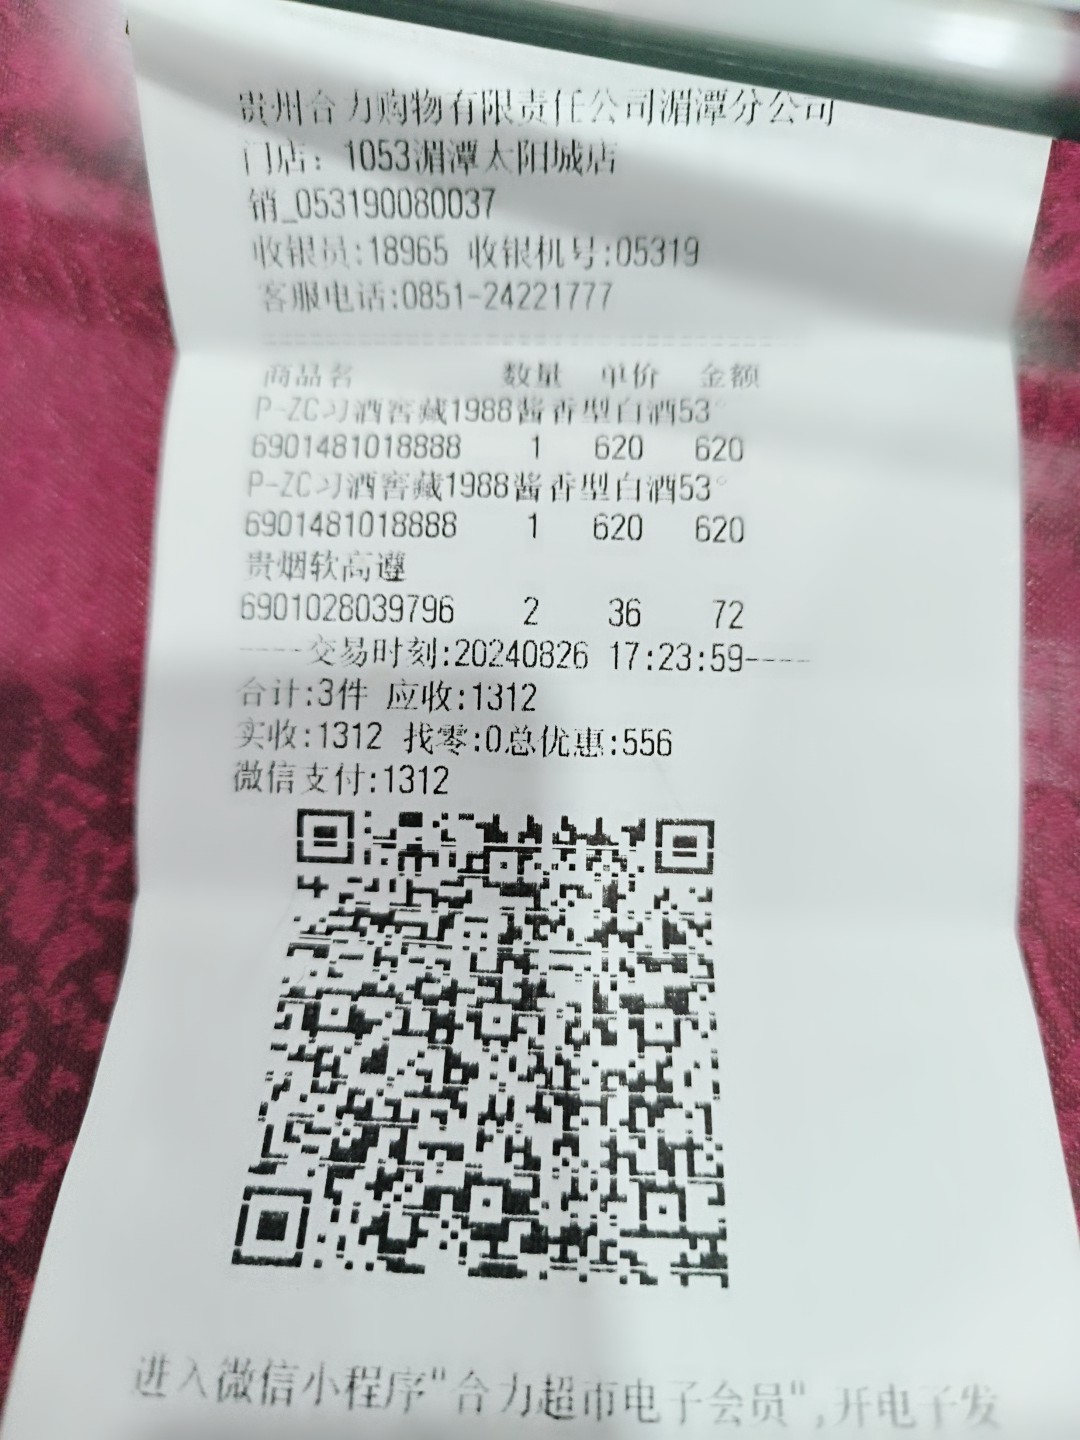 贵州合力购物有限责任公司湄潭分公司
门店：1053湄潭太阳城店
销_053190080037
收银员:18965 收银机号:05319
客服电话:0851-24221777
商品名 数量 单价 金额
P-ZC习酒窖藏1988酱香型白酒53°
6901481018888 1 620 620
P-ZC习酒窖藏1988酱香型白酒53°
6901481018888 1 620 620
贵烟软高遵
6901028039796 2 36 72
----交易时刻:20240826 17:23:59----
合计:3件 应收:1312
实收:1312 找零:0总优惠:556
微信支付:1312
进入微信小程序"合力超市电子会员",开电子发